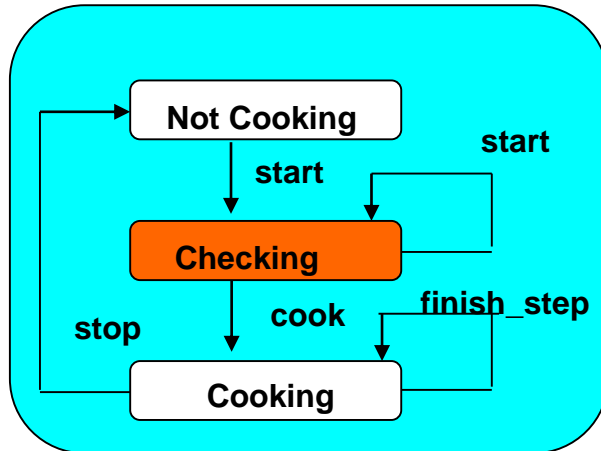 Not Cooking
start
start
Checking
cook
finish_step
stop
Cooking